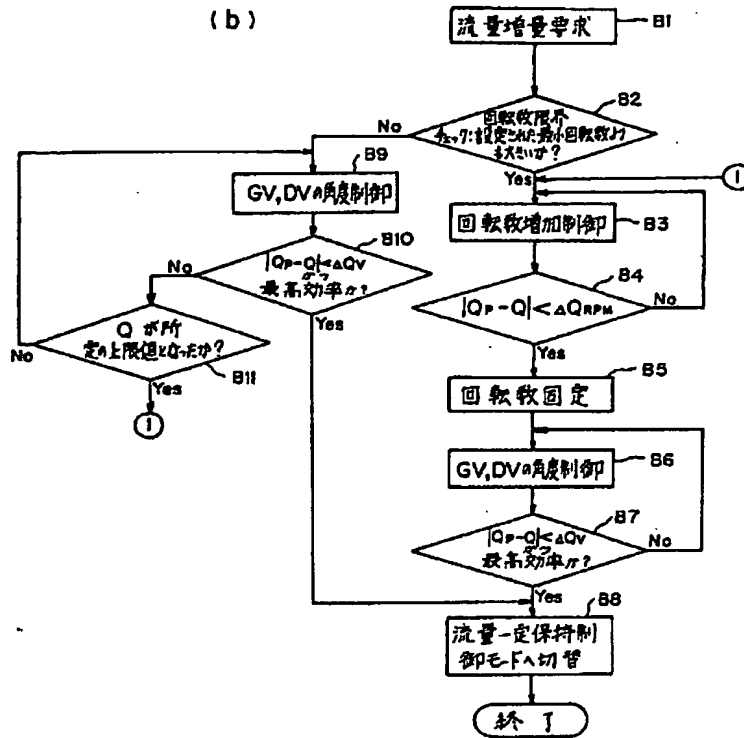 (b)
流量増量要求
B1
回転数限界
チェック:設定された最小回転数より
も大きいか?
B2
No
Yes
1
B9
GV,DVの角度制御
回転数増加制御
B3
B10
|QP-Q|<ΔQV
かつ
最高効率か?
No
Yes
B4
|QP-Q|<ΔQRPM
No
Yes
Qが所
定の上限値となったか?
No
B11
Yes
1
B5
回転数固定
B6
GV,DVの角度制御
B7
|QP-Q|<ΔQV
かつ
最高効率か?
No
Yes
B8
流量一定保持制
御モードへ切替
終了